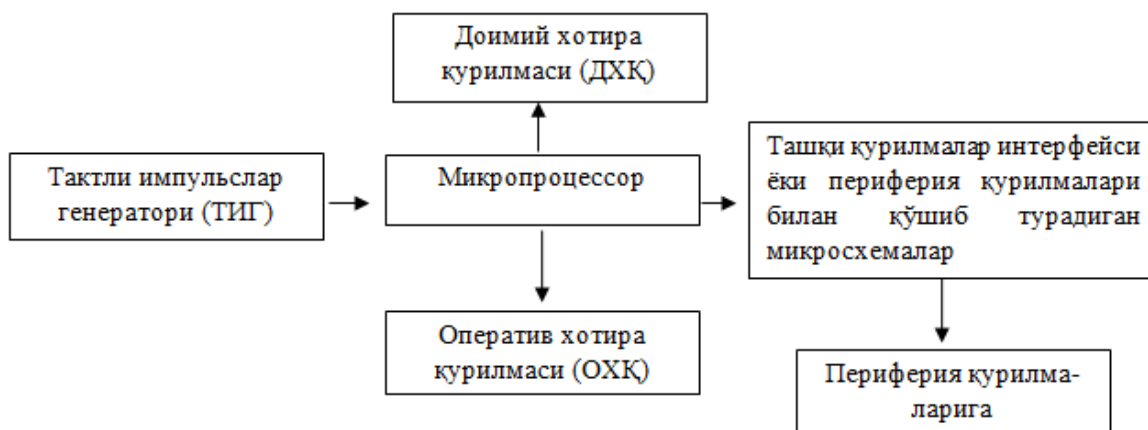 Доимий хотира
қурилмаси (ДХҚ)
Тактли импульслар
генератори (ТИГ)
Микропроцессор
Ташқи қурилмалар интерфейси
ёки периферия қурилмалари
билан қўшиб турадиган
микросхемалар
Оператив хотира
қурилмаси (ОХҚ)
Периферия қурилма-
ларига